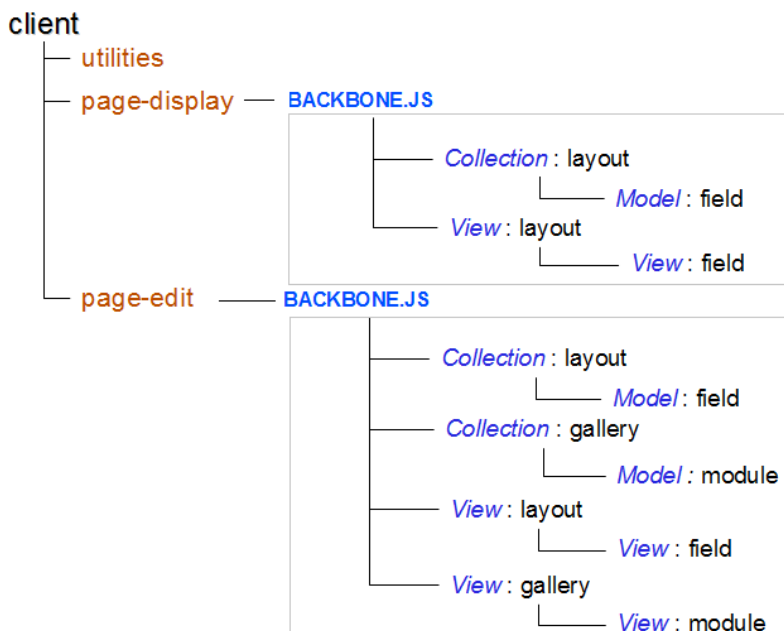 client
utilities
page-display
BACKBONE.JS
Collection : layout
Model : field
View : layout
View : field
page-edit
BACKBONE.JS
Collection : layout
Model : field
Collection : gallery
Model : module
View : layout
View : field
View : gallery
View : module